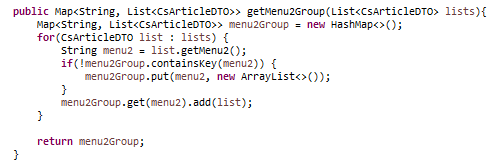 public Map<String, List<CsArticleDTO>> getMenu2Group(List<CsArticleDTO> lists){
    Map<String, List<CsArticleDTO>> menu2Group = new HashMap<>();
    for(CsArticleDTO list : lists) {
        String menu2 = list.getMenu2();
        if(!menu2Group.containsKey(menu2)) {
            menu2Group.put(menu2, new ArrayList<>());
        }
        menu2Group.get(menu2).add(list);
    }
    return menu2Group;
}